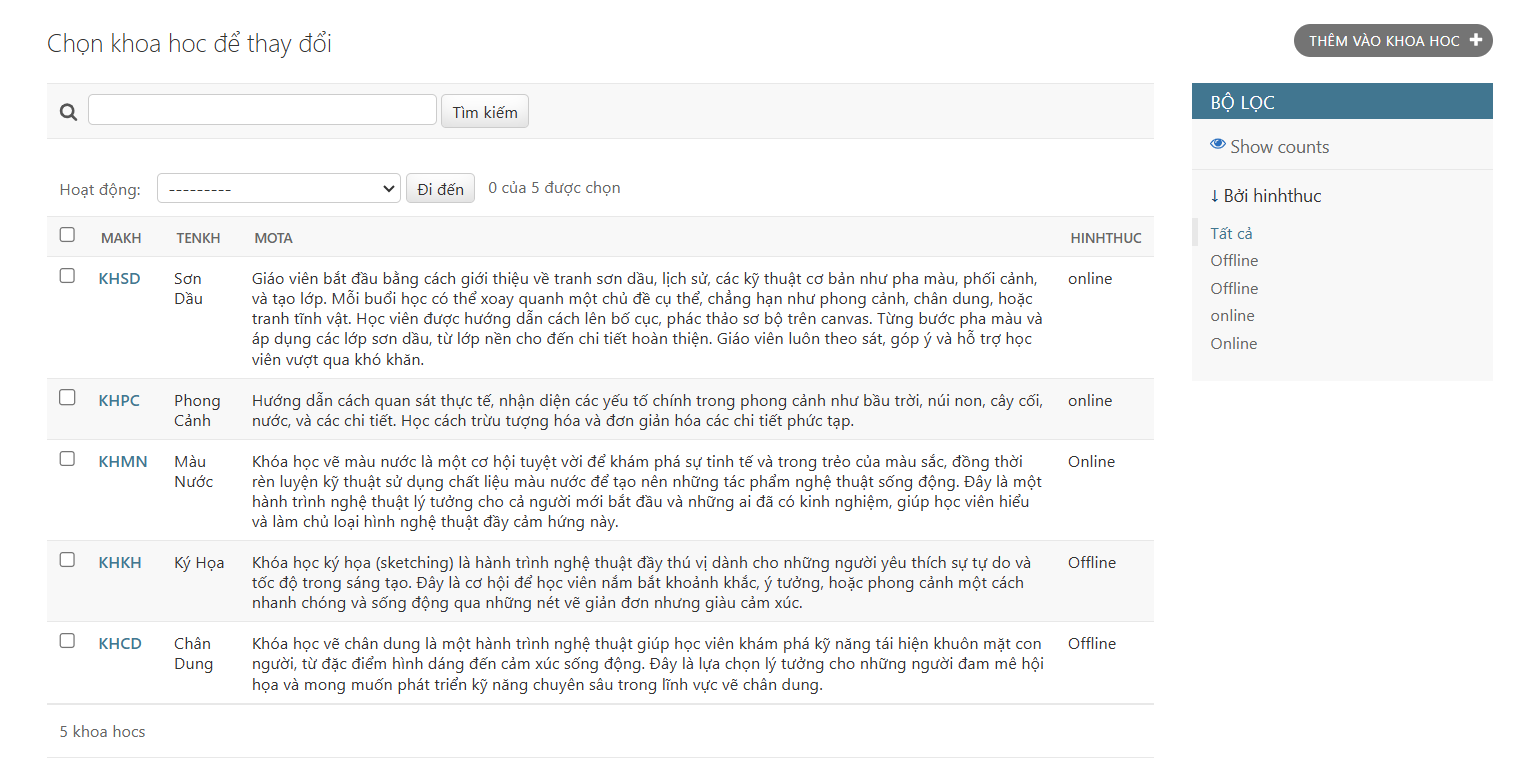 Chọn khoa hoc để thay đổi
THÊM VÀO KHOA HOC
Tìm kiếm
Hoạt động:
---------
Đi đến
0 của 5 được chọn
MAKH TENKH MOTA HINHTHUC
KHSD
Sơn
Dầu
Giáo viên bắt đầu bằng cách giới thiệu về tranh sơn dầu, lịch sử, các kỹ thuật cơ bản như pha màu, phối cảnh,
và tạo lớp. Mỗi buổi học có thể xoay quanh một chủ đề cụ thể, chẳng hạn như phong cảnh, chân dung, hoặc
tranh tĩnh vật. Học viên được hướng dẫn cách lên bố cục, phác thảo sơ bộ trên canvas. Từng bước pha màu và
áp dụng các lớp sơn dầu, từ lớp nền cho đến chi tiết hoàn thiện. Giáo viên luôn theo sát, góp ý và hỗ trợ học
viên vượt qua khó khăn.
online
KHPC
Phong
Cảnh
Hướng dẫn cách quan sát thực tế, nhận diện các yếu tố chính trong phong cảnh như bầu trời, núi non, cây cối,
nước, và các chi tiết. Học cách trừu tượng hóa và đơn giản hóa các chi tiết phức tạp.
online
KHMN
Màu
Nước
Khóa học vẽ màu nước là một cơ hội tuyệt vời để khám phá sự tinh tế và trong trẻo của màu sắc, đồng thời
rèn luyện kỹ thuật sử dụng chất liệu màu nước để tạo nên những tác phẩm nghệ thuật sống động. Đây là một
hành trình nghệ thuật lý tưởng cho cả người mới bắt đầu và những ai đã có kinh nghiệm, giúp học viên hiểu
và làm chủ loại hình nghệ thuật đầy cảm hứng này.
Online
KHKH
Ký Họa
Khóa học ký họa (sketching) là hành trình nghệ thuật đầy thú vị dành cho những người yêu thích sự tự do và
tốc độ trong sáng tạo. Đây là cơ hội để học viên nắm bắt khoảnh khắc, ý tưởng, hoặc phong cảnh một cách
nhanh chóng và sống động qua những nét vẽ giản đơn nhưng giàu cảm xúc.
Offline
KHCD
Chân
Dung
Khóa học vẽ chân dung là một hành trình nghệ thuật giúp học viên khám phá kỹ năng tái hiện khuôn mặt con
người, từ đặc điểm hình dáng đến cảm xúc sống động. Đây là lựa chọn lý tưởng cho những người đam mê hội
họa và mong muốn phát triển kỹ năng chuyên sâu trong lĩnh vực vẽ chân dung.
Offline
5 khoa hocs
BỘ LỌC
Show counts
↓ Bởi hinhthuc
Tất cả
Offline
Offline
online
Online